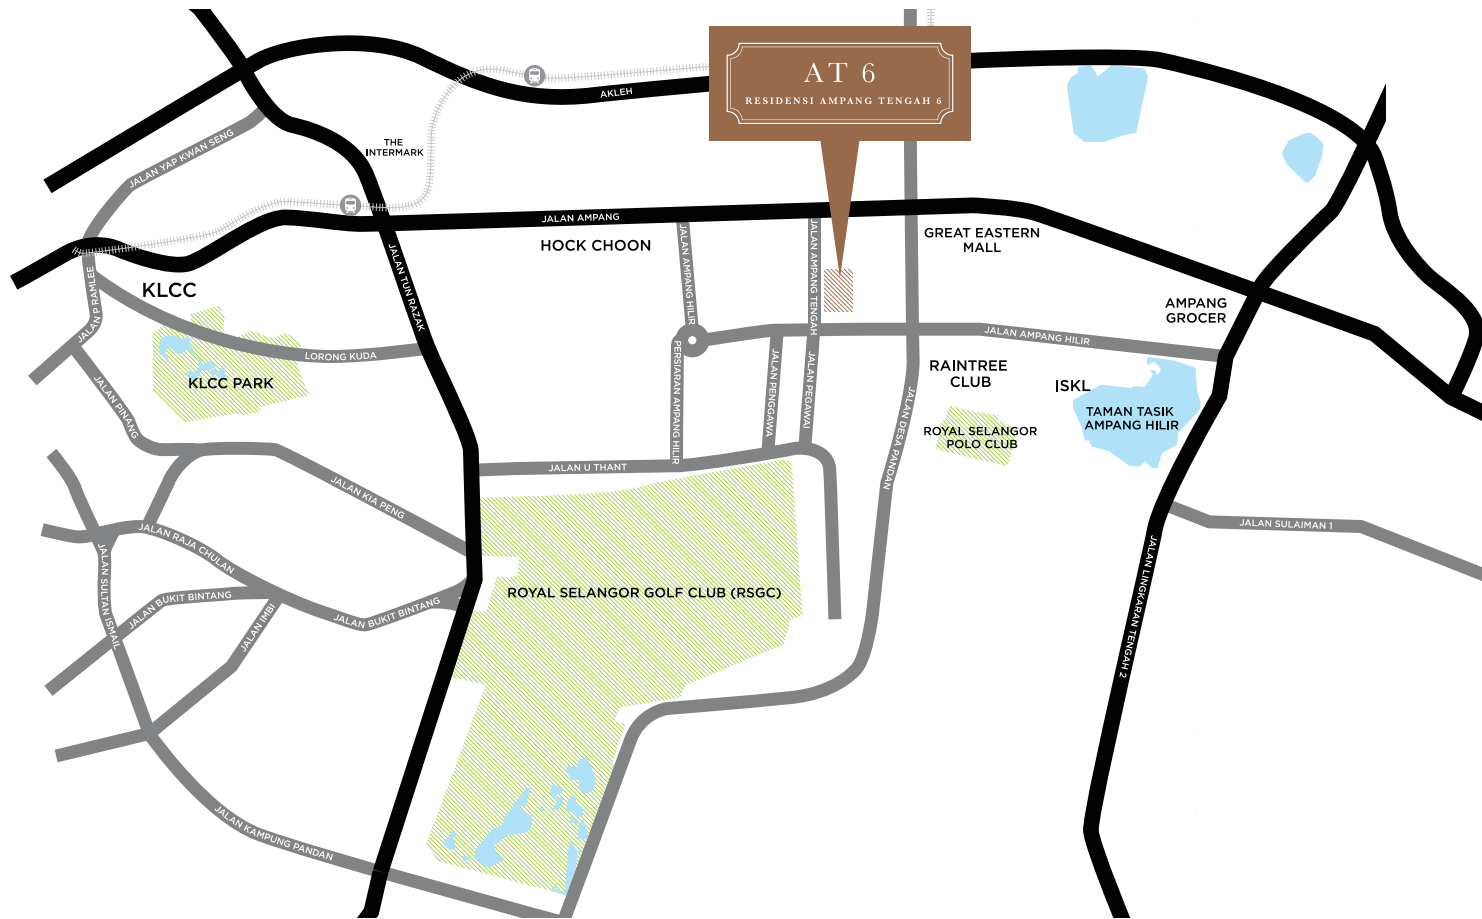 AT 6
RESIDENSI AMPANG TENGAH 6
AKLEH
THE
INTERMARK
JALAN YAP KWAN SENG
JALAN AMPANG
HOCK CHOON
JALAN AMPANG HILIR
JALAN AMPANG TENGAH
GREAT EASTERN
MALL
JALAN TUN RAZAK
KLCC
JALAN P RAMLEE
AMPANG
GROCER
JALAN AMPANG HILIR
LORONG KUDA
KLCC PARK
JALAN PINANG
PERSIARAN AMPANG HILIR
JALAN PENGGAWA
JALAN PEGAWAI
RAINTREE
CLUB
ISKL
TAMAN TASIK
AMPANG HILIR
ROYAL SELANGOR
POLO CLUB
JALAN DESA PANDAN
JALAN U THANT
JALAN KIA PENG
JALAN RAJA CHULAN
JALAN SULAIMAN 1
JALAN SULTAN ISMAIL
JALAN BUKIT BINTANG
JALAN IMBI
JALAN BUKIT BINTANG
ROYAL SELANGOR GOLF CLUB (RSGC)
JALAN LINGKARAN TENGAH 2
JALAN KAMPUNG PANDAN